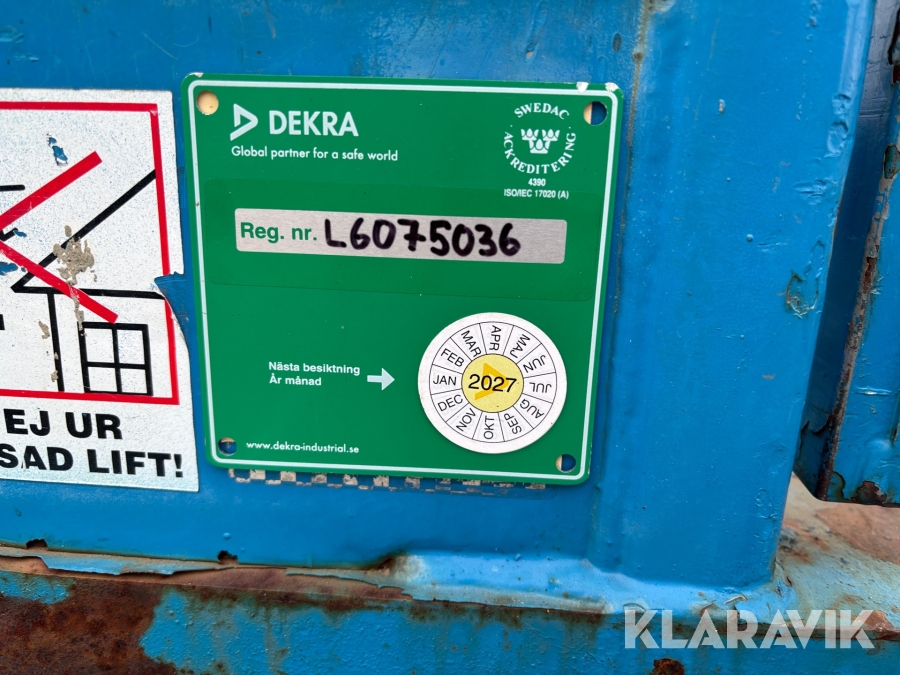 EJ UR
SAD LIFT!
DEKRA
Global partner for a safe world
SWEDAC
ACKREDITERING
4390
ISO/IEC 17020 (A)
Reg. nr. L6075036
Nästa besiktning
År månad
JAN FEB MAR APR MAJ JUN JUL AUG SEP OKT NOV DEC
2027
www.dekra-industrial.se
KLARAVIK